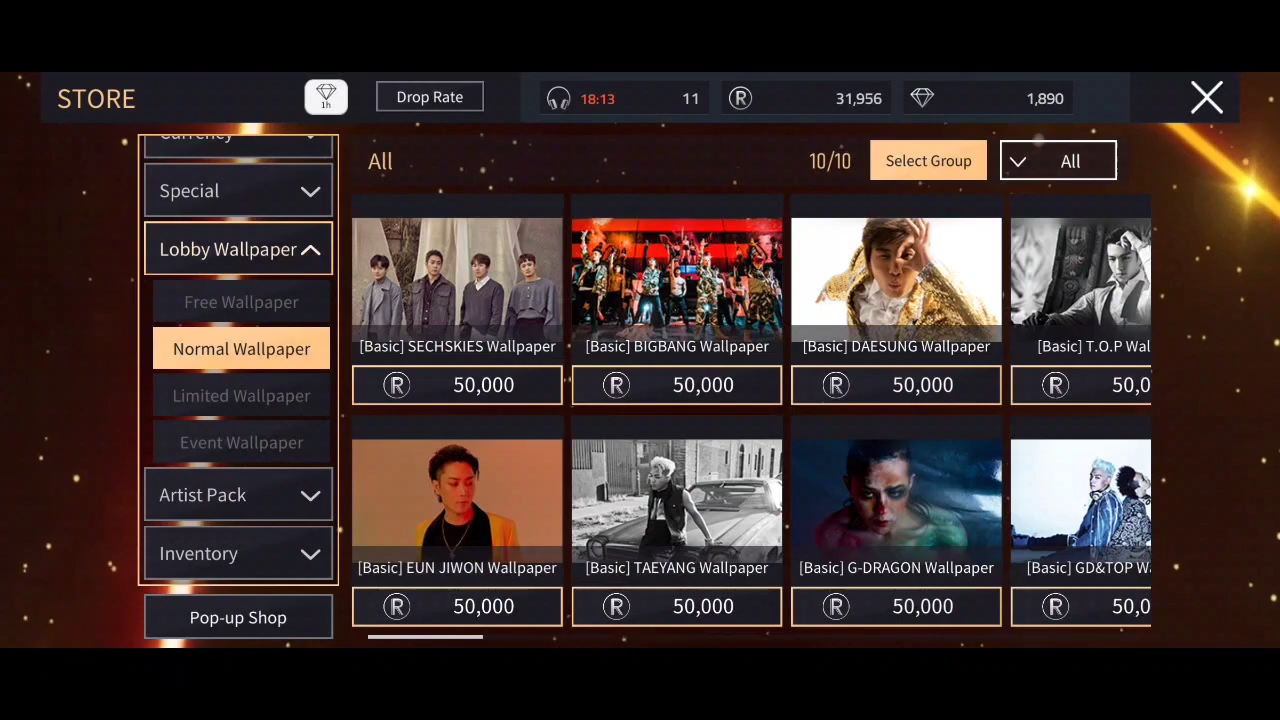 STORE
1h
Drop Rate
18:13
11
R
31,956
1,890
Currency
Special
Lobby Wallpaper
Free Wallpaper
Normal Wallpaper
Limited Wallpaper
Event Wallpaper
Artist Pack
Inventory
Pop-up Shop
All
10/10
Select Group
All
[Basic] SECHSKIES Wallpaper
[Basic] BIGBANG Wallpaper
[Basic] DAESUNG Wallpaper
[Basic] T.O.P Wal
R 50,000
R 50,000
R 50,000
R 50,0
[Basic] EUN JIWON Wallpaper
[Basic] TAEYANG Wallpaper
[Basic] G-DRAGON Wallpaper
[Basic] GD&TOP Wa
R 50,000
R 50,000
R 50,000
R 50,0